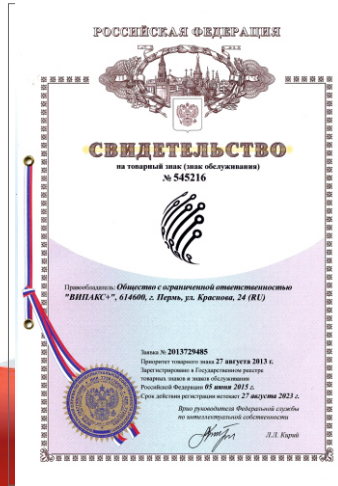 РОССИЙСКАЯ ФЕДЕРАЦИЯ
СВИДЕТЕЛЬСТВО
на товарный знак (знак обслуживания)
№ 545216
Правообладатель: Общество с ограниченной ответственностью
"ВИПАКС+", 614600, г. Пермь, ул. Краснова, 24 (RU)
Заявка № 2013729485
Приоритет товарного знака 27 августа 2013 г.
Зарегистрировано в Государственном реестре
товарных знаков и знаков обслуживания
Российской Федерации 05 июня 2015 г.
Срок действия регистрации истекает 27 августа 2023 г.
Врио руководителя Федеральной службы
по интеллектуальной собственности
Л.Л. Кирий